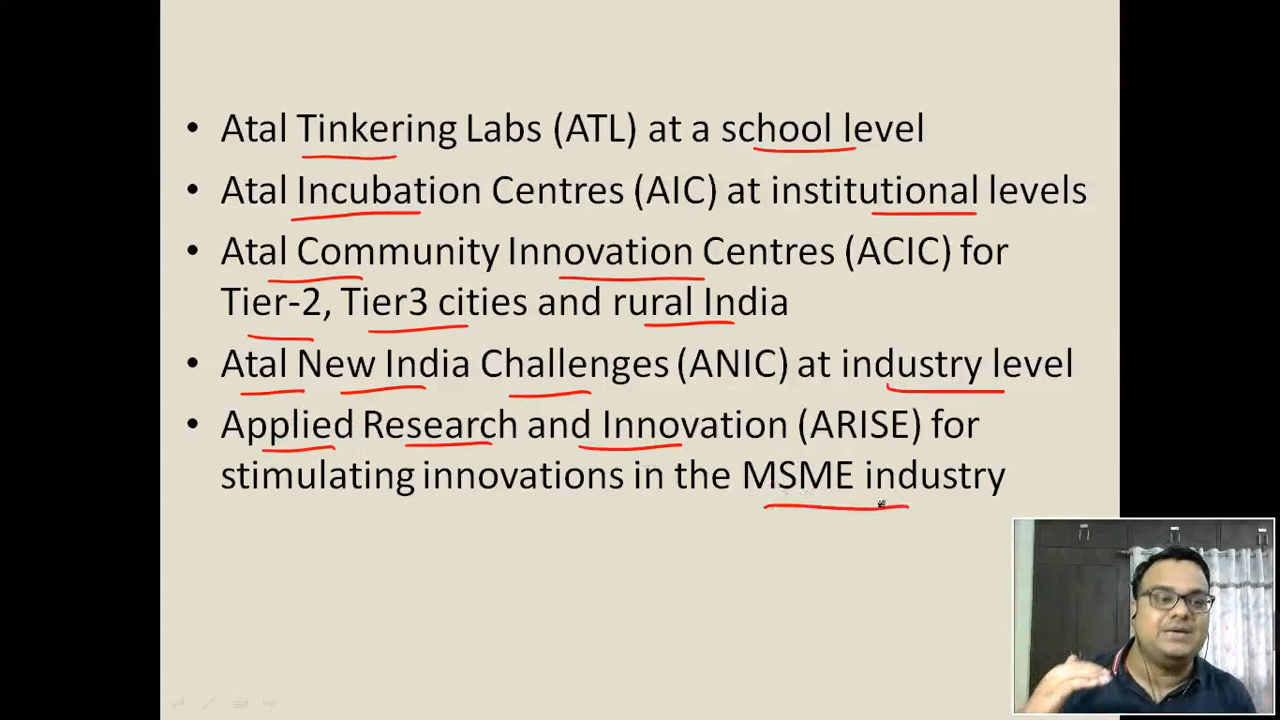 • Atal Tinkering Labs (ATL) at a school level
• Atal Incubation Centres (AIC) at institutional levels
• Atal Community Innovation Centres (ACIC) for
Tier-2, Tier3 cities and rural India
• Atal New India Challenges (ANIC) at industry level
• Applied Research and Innovation (ARISE) for
stimulating innovations in the MSME industry